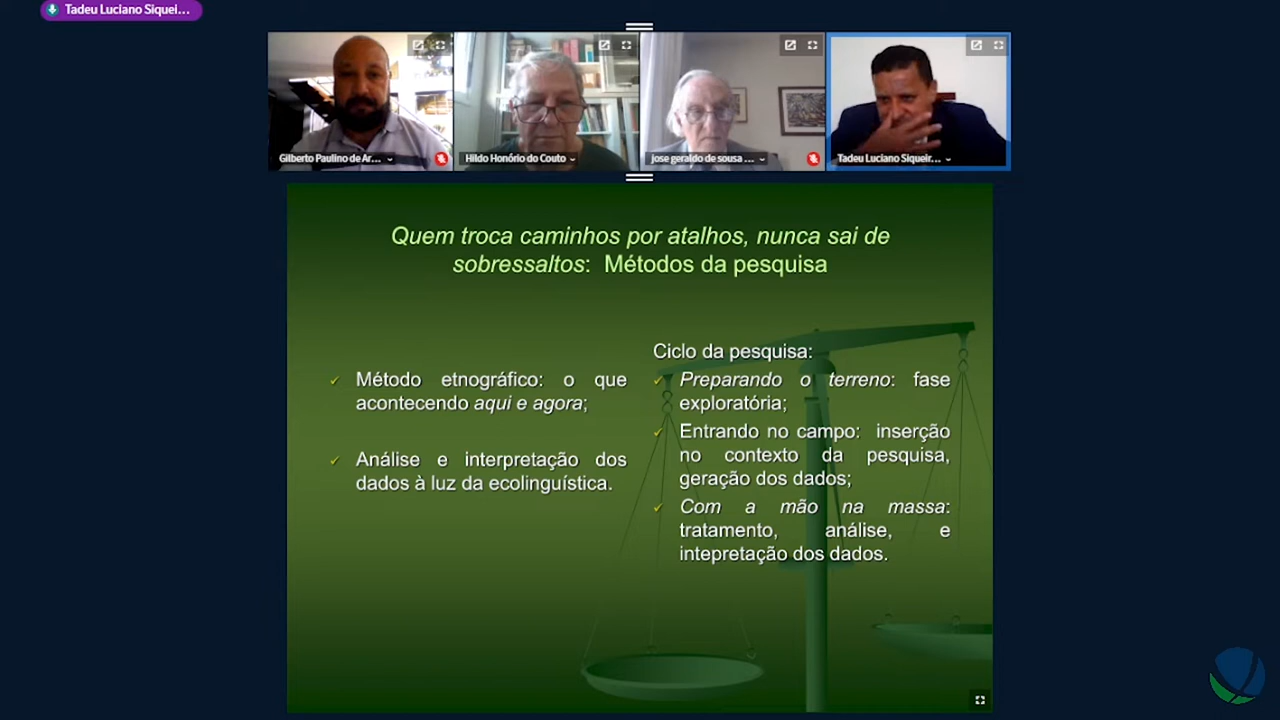 Tadeu Luciano Siqueir...
Gilberto Paulino de Ar...
Hildo Honório do Couto
jose geraldo de sousa ...
Tadeu Luciano Siqueir...
Quem troca caminhos por atalhos, nunca sai de
sobressaltos: Métodos da pesquisa
Método etnográfico: o que
acontecendo aqui e agora;
Análise e interpretação dos
dados à luz da ecolinguística.
Ciclo da pesquisa:
Preparando o terreno: fase
exploratória;
Entrando no campo: inserção
no contexto da pesquisa,
geração dos dados;
Com a mão na massa:
tratamento, análise, e
intepretação dos dados.